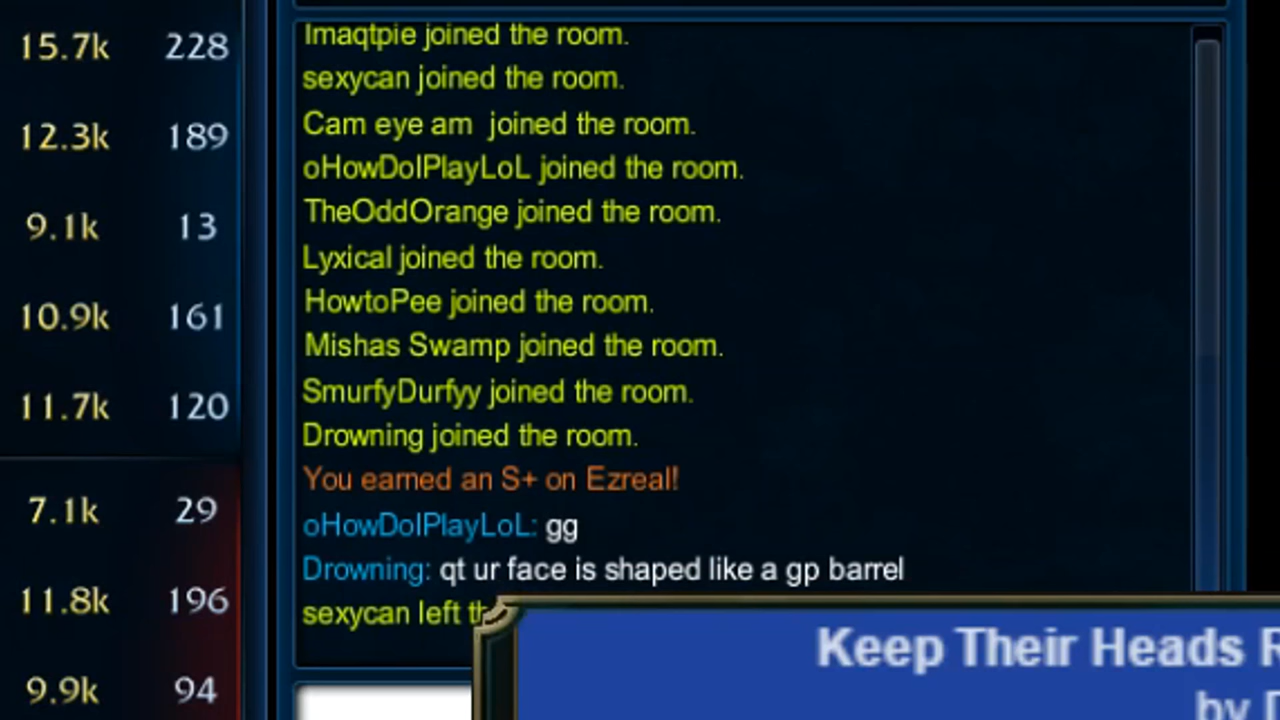 15.7k 228
12.3k 189
9.1k 13
10.9k 161
11.7k 120
7.1k 29
11.8k 196
9.9k 94
Imaqtpie joined the room.
sexycan joined the room.
Cam eye am  joined the room.
oHowDoIPlayLoL joined the room.
TheOddOrange joined the room.
Lyxical joined the room.
HowtoPee joined the room.
Mishas Swamp joined the room.
SmurfyDurfyy joined the room.
Drowning joined the room.
You earned an S+ on Ezreal!
oHowDoIPlayLoL: gg
Drowning: qt ur face is shaped like a gp barrel
sexycan left
Keep Their Heads
by